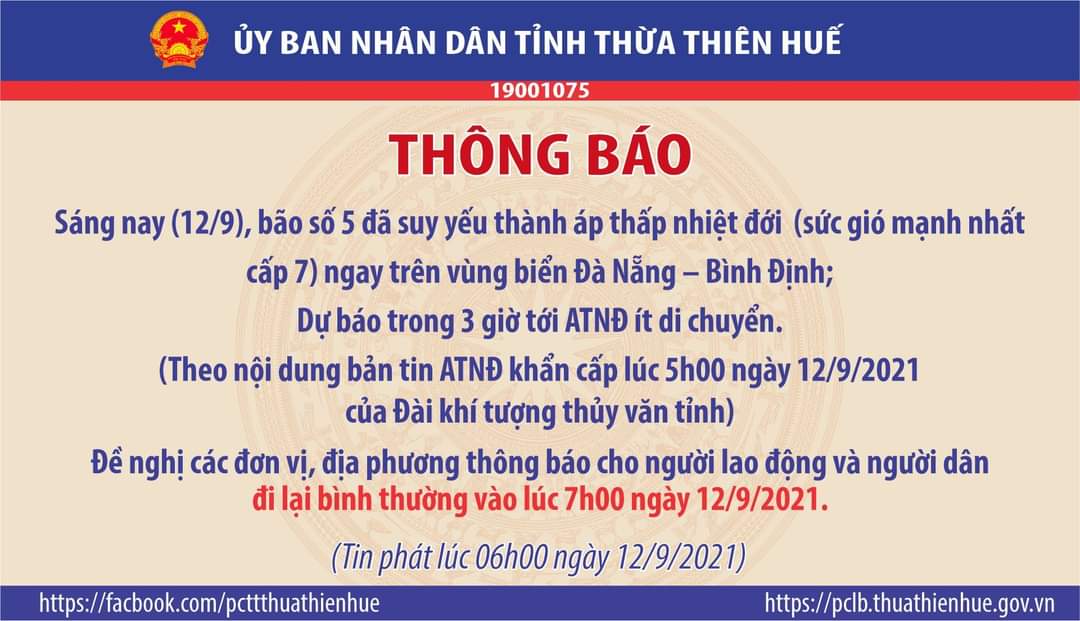 ỦY BAN NHÂN DÂN TỈNH THỪA THIÊN HUẾ
19001075
THÔNG BÁO
Sáng nay (12/9), bão số 5 đã suy yếu thành áp thấp nhiệt đới (sức gió mạnh nhất
cấp 7) ngay trên vùng biển Đà Nẵng – Bình Định;
Dự báo trong 3 giờ tới ATNĐ ít di chuyển.
(Theo nội dung bản tin ATNĐ khẩn cấp lúc 5h00 ngày 12/9/2021
của Đài khí tượng thủy văn tỉnh)
Đề nghị các đơn vị, địa phương thông báo cho người lao động và người dân
đi lại bình thường vào lúc 7h00 ngày 12/9/2021.
(Tin phát lúc 06h00 ngày 12/9/2021)
https://facbook.com/pcttthuathienhue
https://pclb.thuathienhue.gov.vn